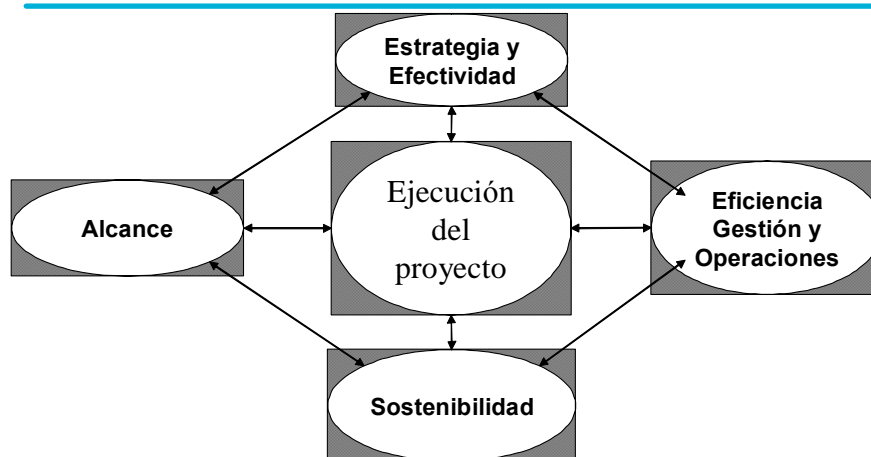 Estrategia y
Efectividad
Ejecución
del
proyecto
Alcance
Eficiencia
Gestión y
Operaciones
Sostenibilidad